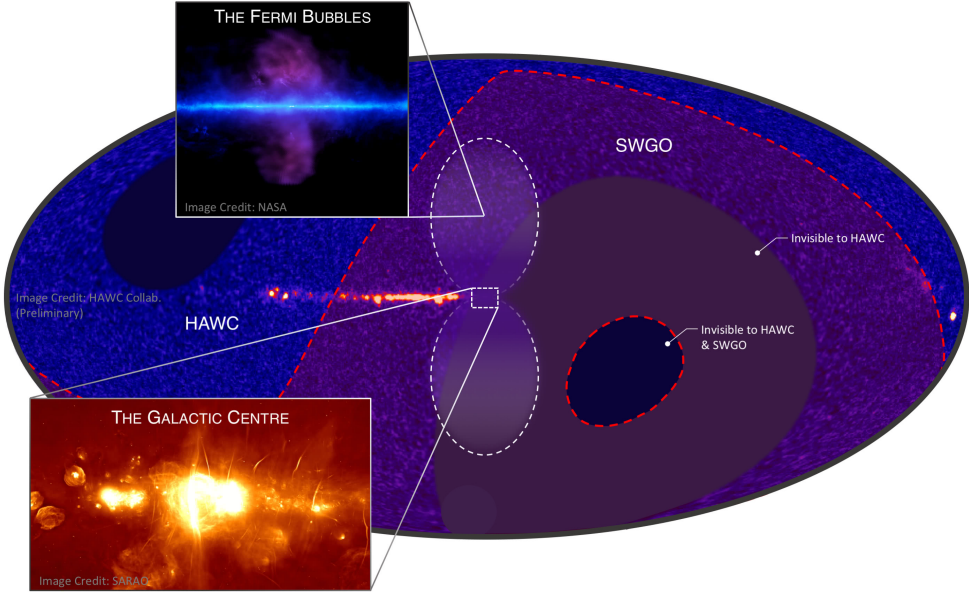 THE FERMI BUBBLES
Image Credit: NASA
SWGO
Invisible to HAWC
Image Credit: HAWC Collab.
(Preliminary)
HAWC
Invisible to HAWC
& SWGO
THE GALACTIC CENTRE
Image Credit: SARAO